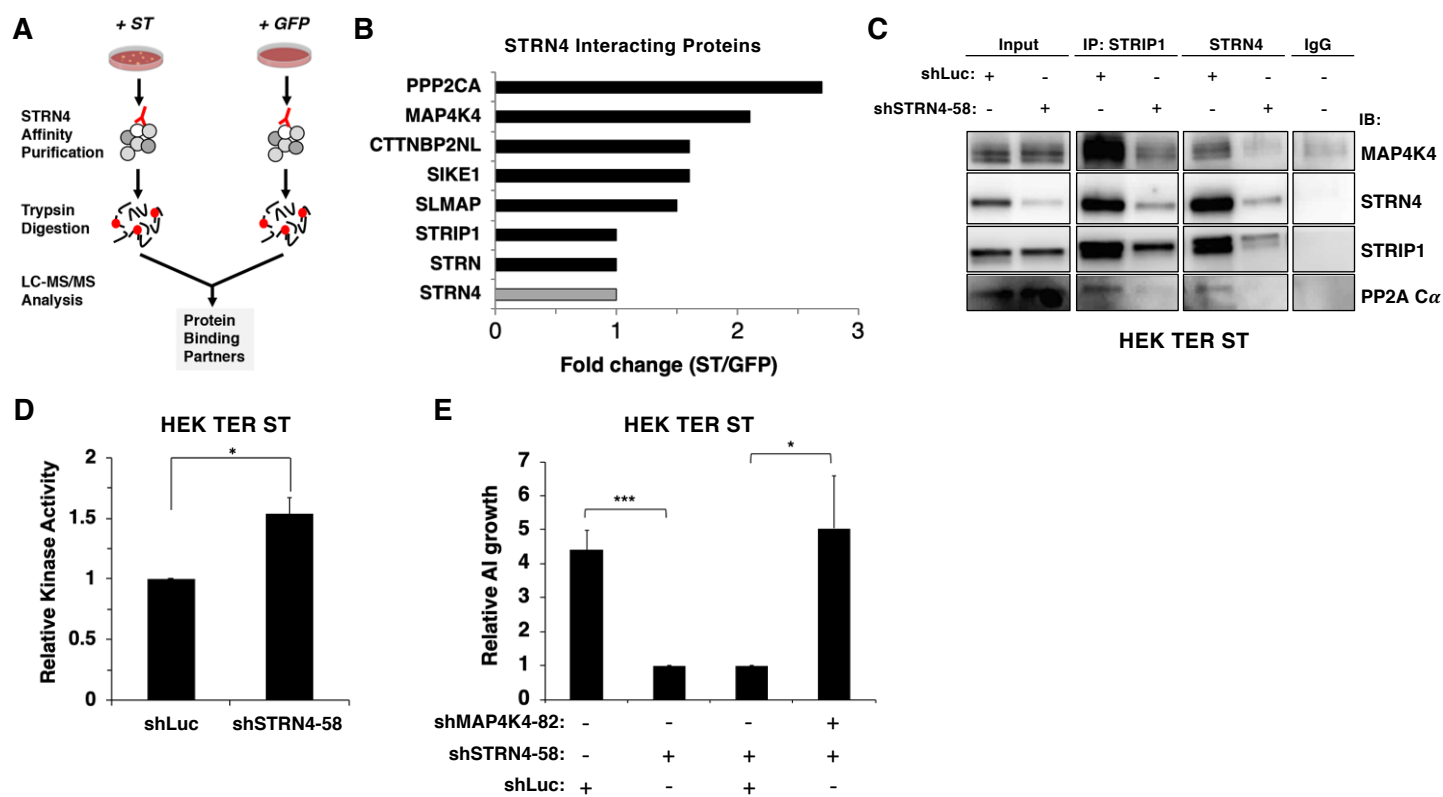 A
+ ST
+ GFP
STRN4
Affinity
Purification
Trypsin
Digestion
LC-MS/MS
Analysis
Protein
Binding
Partners
B
STRN4 Interacting Proteins
PPP2CA
MAP4K4
CTTNBP2NL
SIKE1
SLMAP
STRIP1
STRN
STRN4
0 1 2 3
Fold change (ST/GFP)
C
Input IP: STRIP1 STRN4 IgG
shLuc: + - + - + - -
shSTRN4-58: - + - + - + -
IB:
MAP4K4
STRN4
STRIP1
PP2A Cα
HEK TER ST
D
HEK TER ST
Relative Kinase Activity
2
1.5
1
0.5
0
*
shLuc shSTRN4-58
E
HEK TER ST
Relative AI growth
7
6
5
4
3
2
1
0
***
*
shMAP4K4-82: - - - +
shSTRN4-58: - + + +
shLuc: + - + -